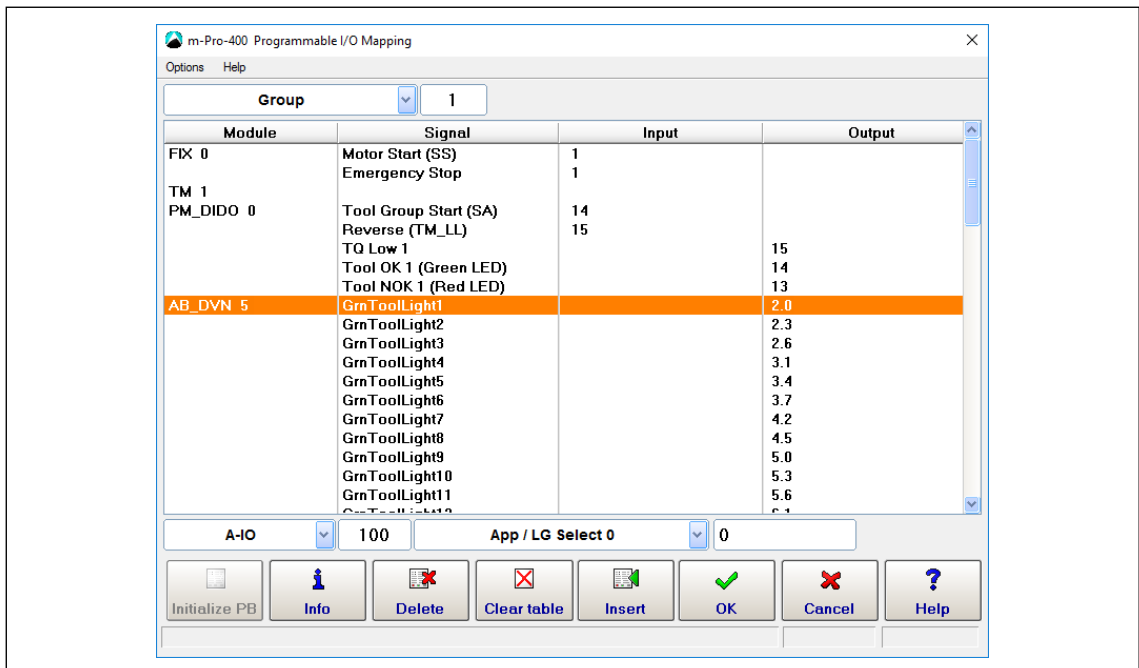 m-Pro-400 Programmable I/O Mapping
Options Help
Group 1
Module Signal Input Output
FIX 0 Motor Start (SS) 1
Emergency Stop 1
TM 1
PM_DIDO 0 Tool Group Start (SA) 14
Reverse (TM_LL) 15
TQ Low 1 15
Tool OK 1 (Green LED) 14
Tool NOK 1 (Red LED) 13
AB_DVN 5 GrnToolLight1 2.0
GrnToolLight2 2.3
GrnToolLight3 2.6
GrnToolLight4 3.1
GrnToolLight5 3.4
GrnToolLight6 3.7
GrnToolLight7 4.2
GrnToolLight8 4.5
GrnToolLight9 5.0
GrnToolLight10 5.3
GrnToolLight11 5.6
A-IO 100 App / LG Select 0 0
Initialize PB Info Delete Clear table Insert OK Cancel Help